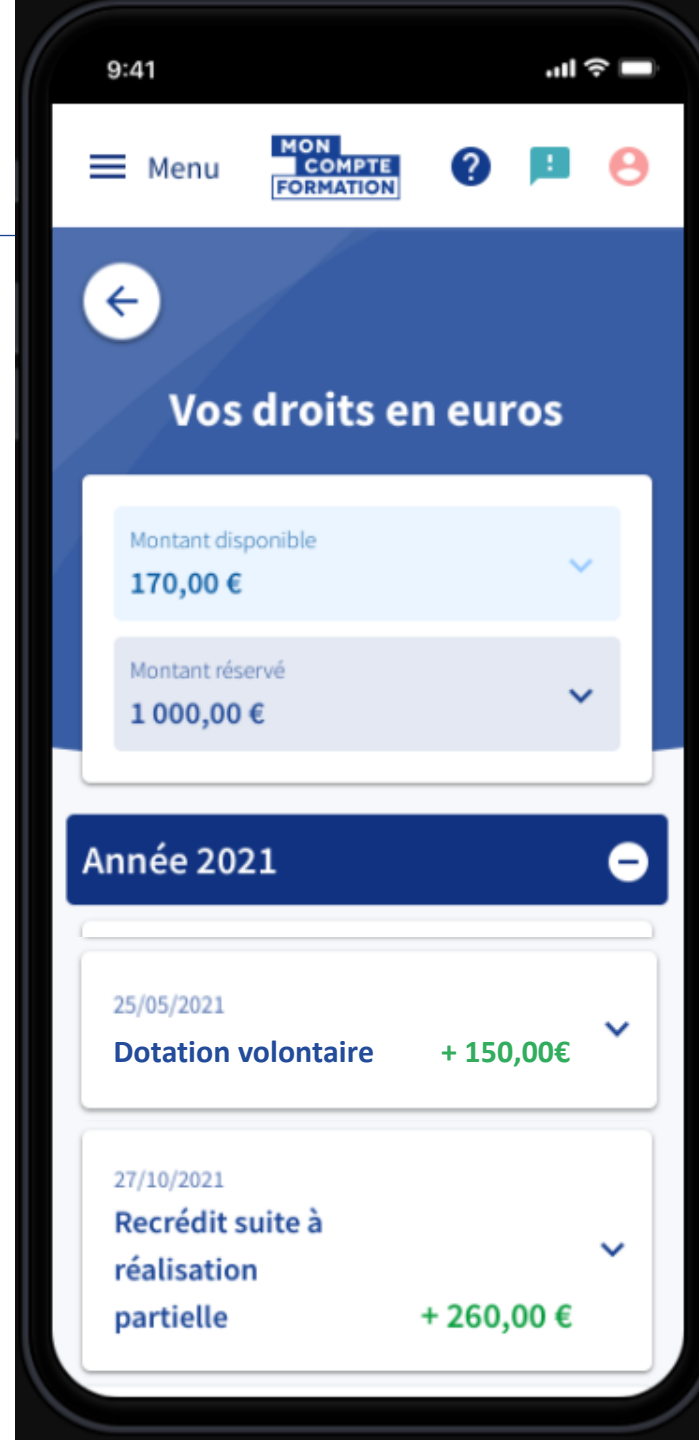 9:41
Menu
MON
COMPTE
FORMATION
?
!
Vos droits en euros
Montant disponible
170,00 €
Montant réservé
1 000,00 €
Année 2021
25/05/2021
Dotation volontaire + 150,00€
27/10/2021
Recrédit suite à
réalisation
partielle + 260,00 €